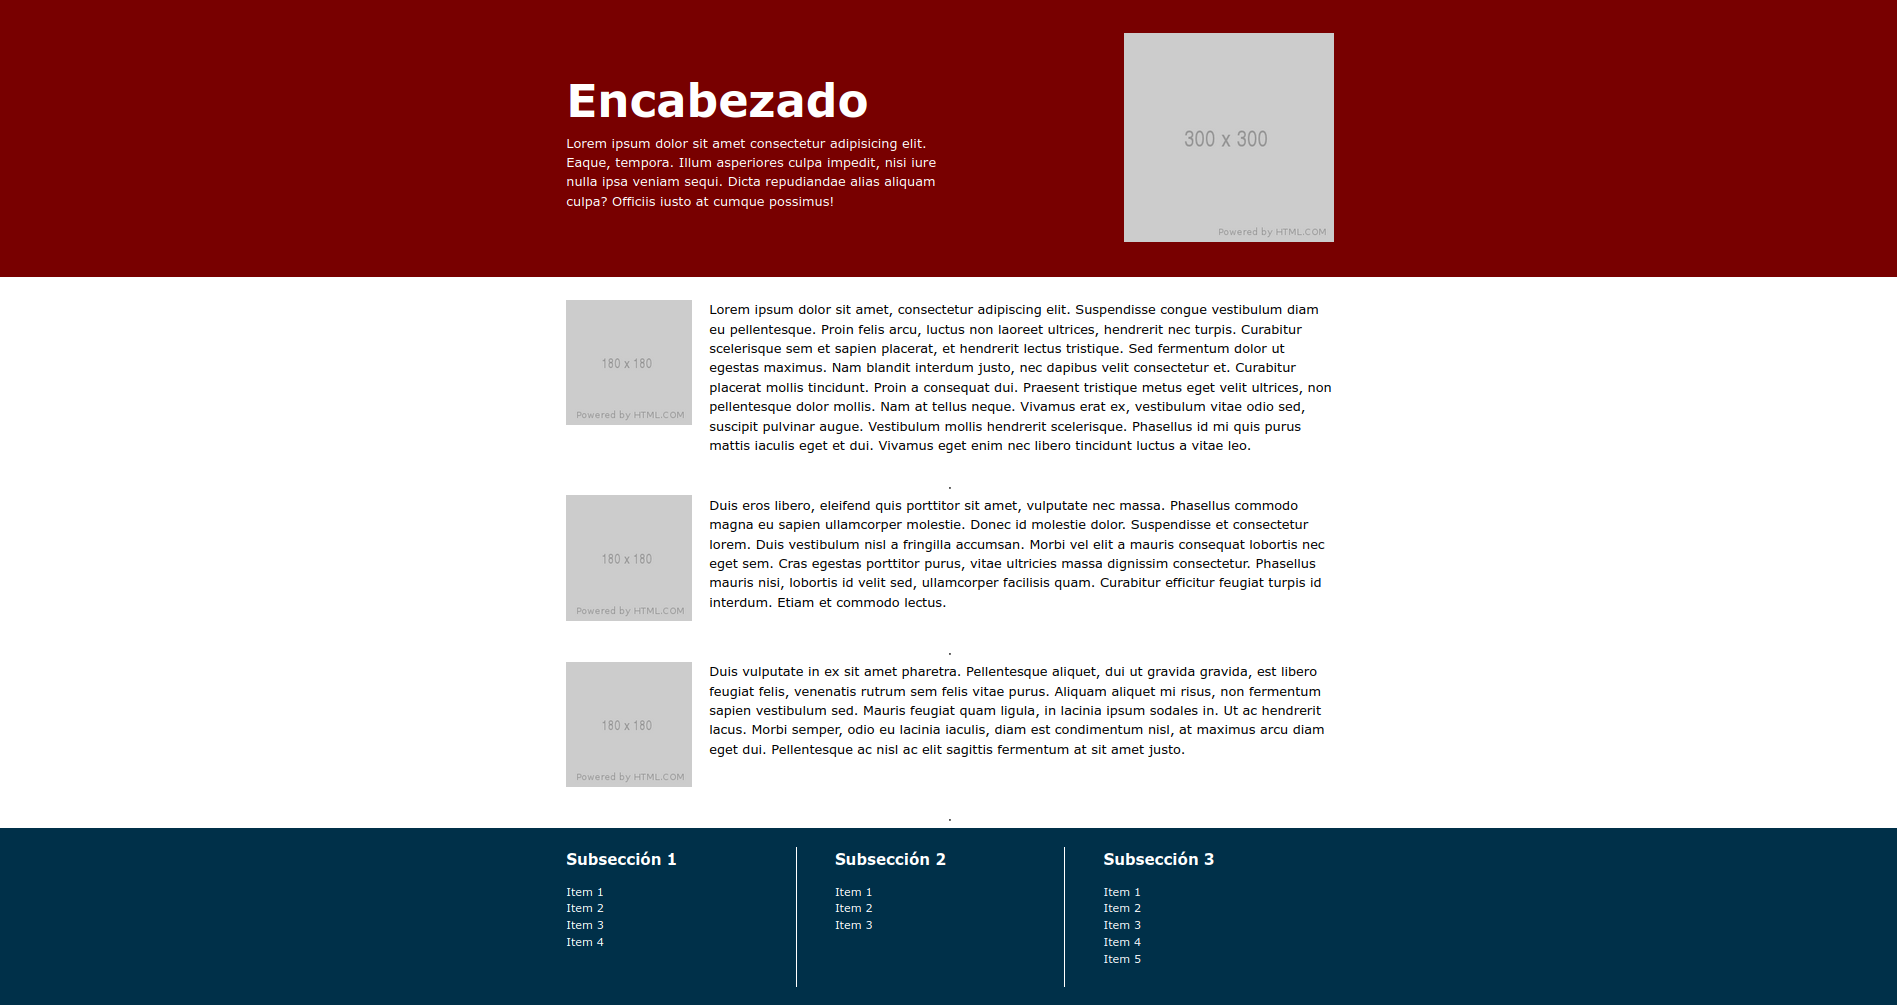 Encabezado
Lorem ipsum dolor sit amet consectetur adipisicing elit.
Eaque, tempora. Illum asperiores culpa impedit, nisi iure
nulla ipsa veniam sequi. Dicta repudiandae alias aliquam
culpa? Officiis iusto at cumque possimus!
300 x 300
Powered by HTML.COM
180 x 180
Powered by HTML.COM
Lorem ipsum dolor sit amet, consectetur adipiscing elit. Suspendisse congue vestibulum diam
eu pellentesque. Proin felis arcu, luctus non laoreet ultrices, hendrerit nec turpis. Curabitur
scelerisque sem et sapien placerat, et hendrerit lectus tristique. Sed fermentum dolor ut
egestas maximus. Nam blandit interdum justo, nec dapibus velit consectetur et. Curabitur
placerat mollis tincidunt. Proin a consequat dui. Praesent tristique metus eget velit ultrices, non
pellentesque dolor mollis. Nam at tellus neque. Vivamus erat ex, vestibulum vitae odio sed,
suscipit pulvinar augue. Vestibulum mollis hendrerit scelerisque. Phasellus id mi quis purus
mattis iaculis eget et dui. Vivamus eget enim nec libero tincidunt luctus a vitae leo.
.
180 x 180
Powered by HTML.COM
Duis eros libero, eleifend quis porttitor sit amet, vulputate nec massa. Phasellus commodo
magna eu sapien ullamcorper molestie. Donec id molestie dolor. Suspendisse et consectetur
lorem. Duis vestibulum nisl a fringilla accumsan. Morbi vel elit a mauris consequat lobortis nec
eget sem. Cras egestas porttitor purus, vitae ultricies massa dignissim consectetur. Phasellus
mauris nisi, lobortis id velit sed, ullamcorper facilisis quam. Curabitur efficitur feugiat turpis id
interdum. Etiam et commodo lectus.
.
180 x 180
Powered by HTML.COM
Duis vulputate in ex sit amet pharetra. Pellentesque aliquet, dui ut gravida gravida, est libero
feugiat felis, venenatis rutrum sem felis vitae purus. Aliquam aliquet mi risus, non fermentum
sapien vestibulum sed. Mauris feugiat quam ligula, in lacinia ipsum sodales in. Ut ac hendrerit
lacus. Morbi semper, odio eu lacinia iaculis, diam est condimentum nisl, at maximus arcu diam
eget dui. Pellentesque ac nisl ac elit sagittis fermentum at sit amet justo.
.
Subsección 1
Item 1
Item 2
Item 3
Item 4
Subsección 2
Item 1
Item 2
Item 3
Subsección 3
Item 1
Item 2
Item 3
Item 4
Item 5